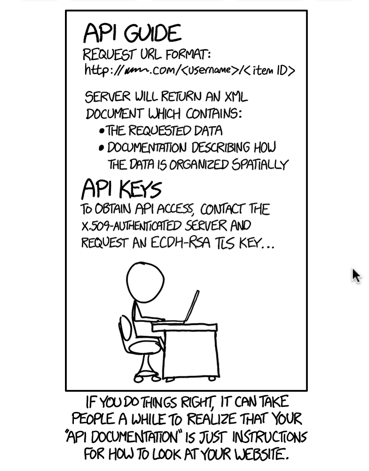 API GUIDE
REQUEST URL FORMAT:
http://~~~.com/<username>/<item ID>
SERVER WILL RETURN AN XML
DOCUMENT WHICH CONTAINS:
• THE REQUESTED DATA
• DOCUMENTATION DESCRIBING HOW
THE DATA IS ORGANIZED SPATIALLY
API KEYS
TO OBTAIN API ACCESS, CONTACT THE
X.509-AUTHENTICATED SERVER AND
REQUEST AN ECDH-RSA TLS KEY...
IF YOU DO THINGS RIGHT, IT CAN TAKE
PEOPLE A WHILE TO REALIZE THAT YOUR
"API DOCUMENTATION" IS JUST INSTRUCTIONS
FOR HOW TO LOOK AT YOUR WEBSITE.